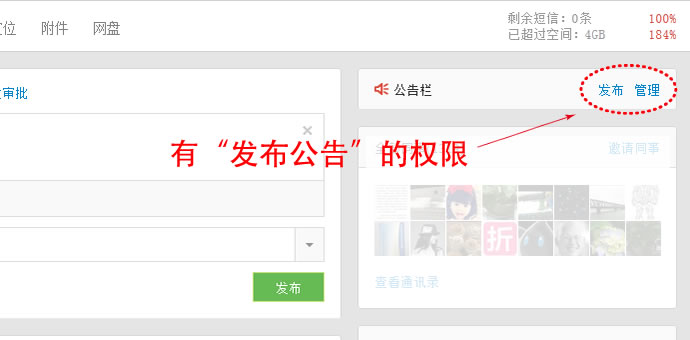 位 附件 网盘
剩余短信：0条 100%
已超过空间：4GB 184%
审批
公告栏 发布 管理
×
有“发布公告”的权限
邀请同事
折
发布
查看通讯录